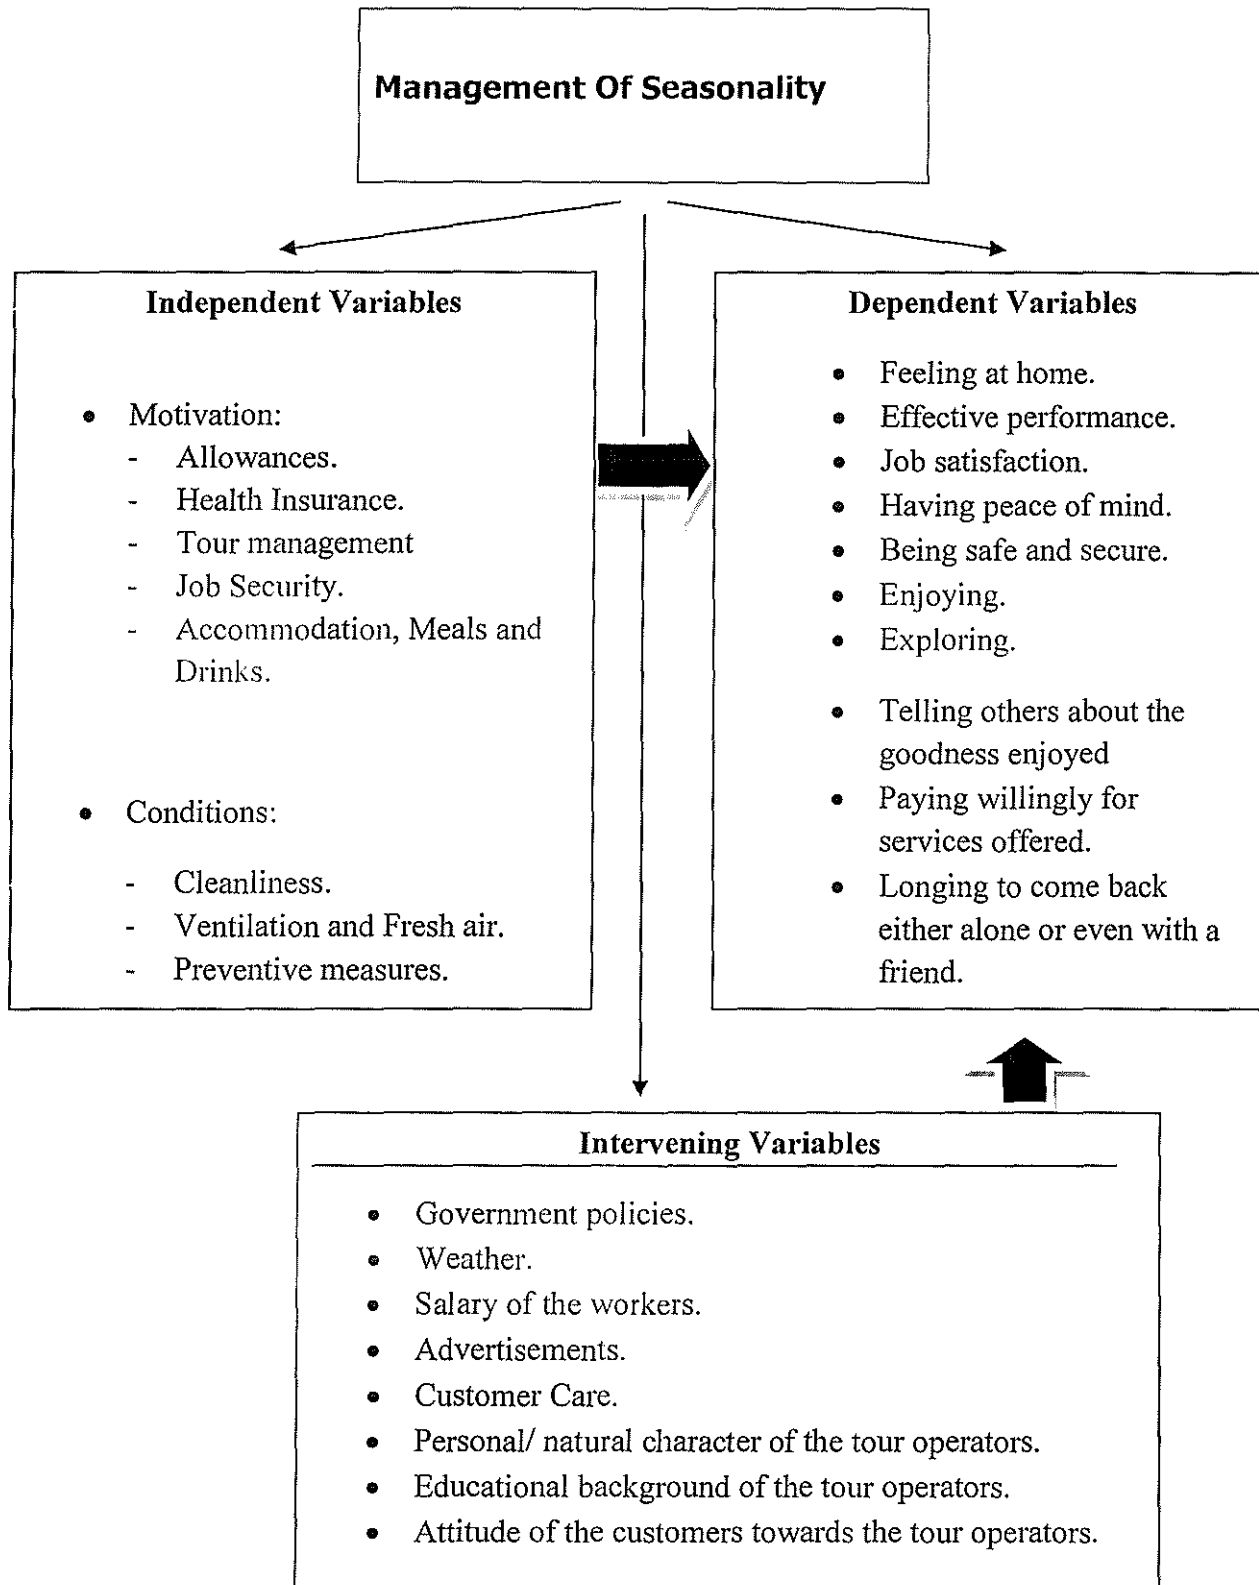 Management Of Seasonality
Independent Variables
• Motivation:
- Allowances.
- Health Insurance.
- Tour management
- Job Security.
- Accommodation, Meals and
Drinks.
• Conditions:
- Cleanliness.
- Ventilation and Fresh air.
- Preventive measures.
Dependent Variables
• Feeling at home.
• Effective performance.
• Job satisfaction.
• Having peace of mind.
• Being safe and secure.
• Enjoying.
• Exploring.
• Telling others about the
goodness enjoyed
• Paying willingly for
services offered.
• Longing to come back
either alone or even with a
friend.
Intervening Variables
• Government policies.
• Weather.
• Salary of the workers.
• Advertisements.
• Customer Care.
• Personal/ natural character of the tour operators.
• Educational background of the tour operators.
• Attitude of the customers towards the tour operators.